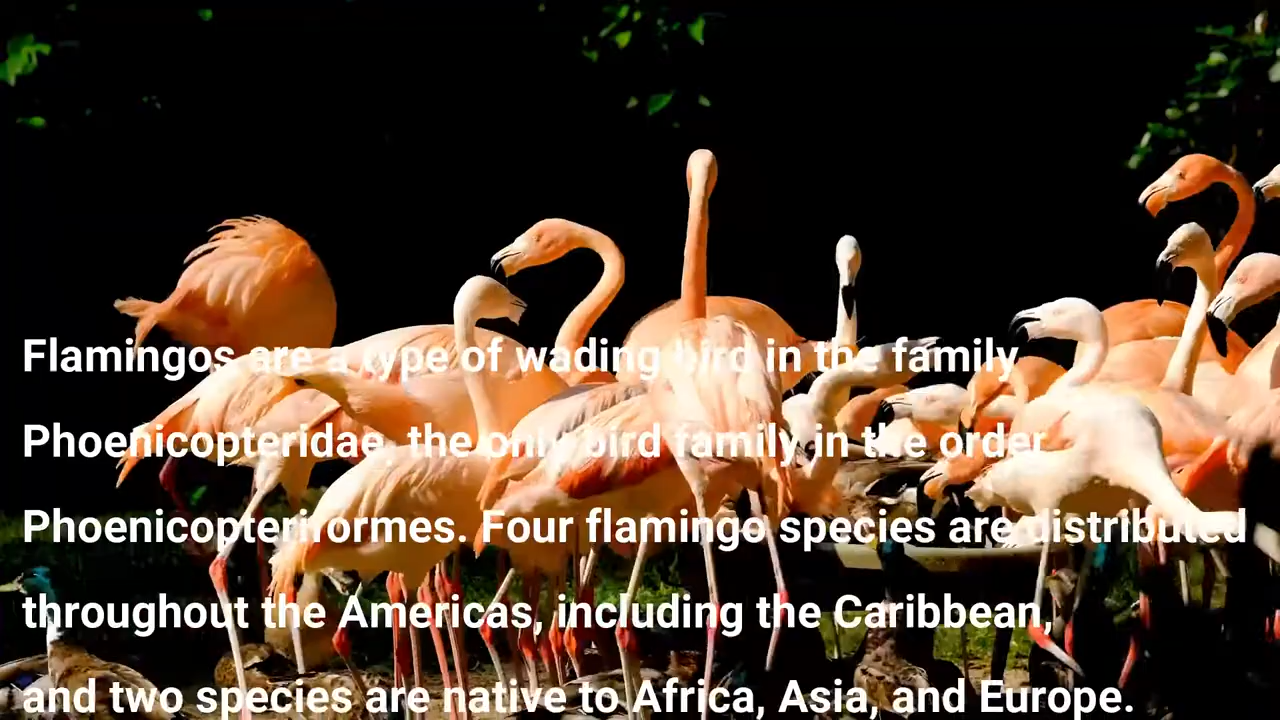 Flamingos are a type of wading bird in the family
Phoenicopteridae, the only bird family in the order
Phoenicopteriformes. Four flamingo species are distributed
throughout the Americas, including the Caribbean,
and two species are native to Africa, Asia, and Europe.